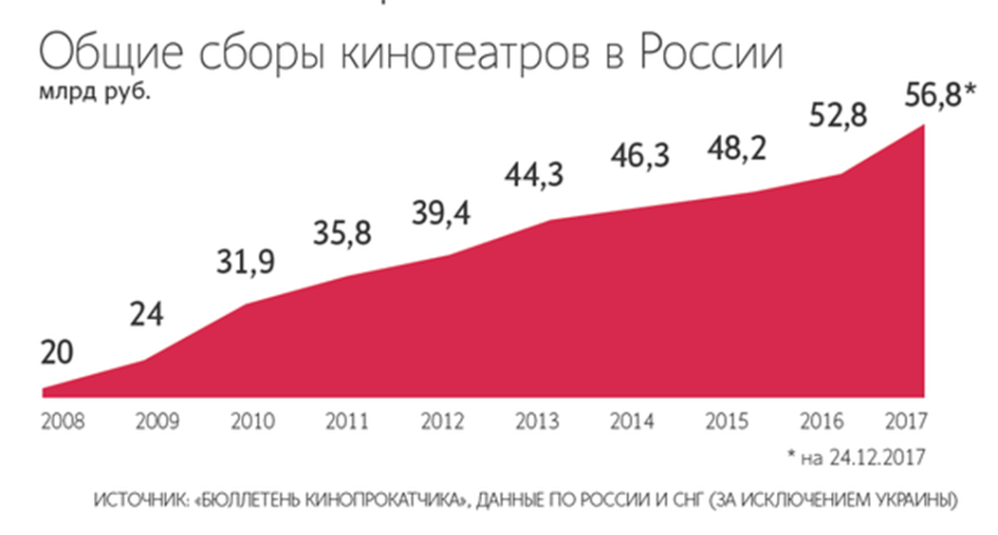 Общие сборы кинотеатров в России
млрд руб.
20
24
31,9
35,8
39,4
44,3
46,3
48,2
52,8
56,8*
2008 2009 2010 2011 2012 2013 2014 2015 2016 2017
* на 24.12.2017
ИСТОЧНИК: «БЮЛЛЕТЕНЬ КИНОПРОКАТЧИКА», ДАННЫЕ ПО РОССИИ И СНГ (ЗА ИСКЛЮЧЕНИЕМ УКРАИНЫ)